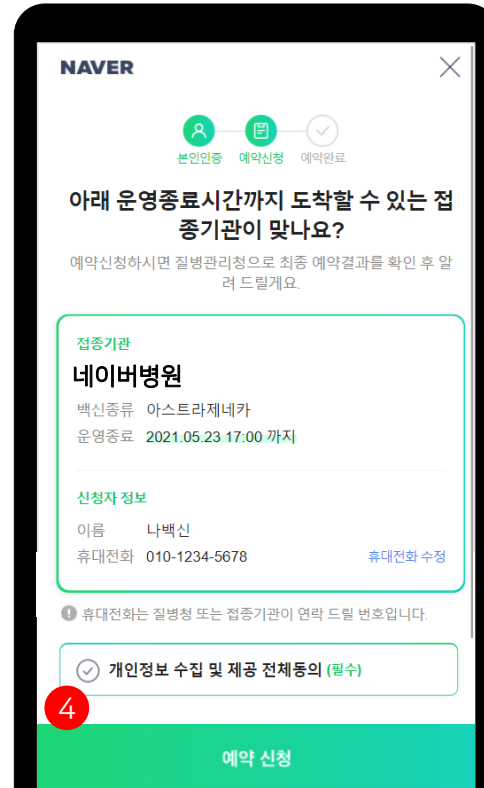 NAVER
본인인증 예약신청 예약완료
아래 운영종료시간까지 도착할 수 있는 접
종기관이 맞나요?
예약신청하시면 질병관리청으로 최종 예약결과를 확인 후 알
려 드릴게요.
접종기관
네이버병원
백신종류 아스트라제네카
운영종료 2021.05.23 17:00 까지
신청자 정보
이름 나백신
휴대전화 010-1234-5678 휴대전화 수정
휴대전화는 질병청 또는 접종기관이 연락 드릴 번호입니다.
개인정보 수집 및 제공 전체동의 (필수)
4
예약 신청